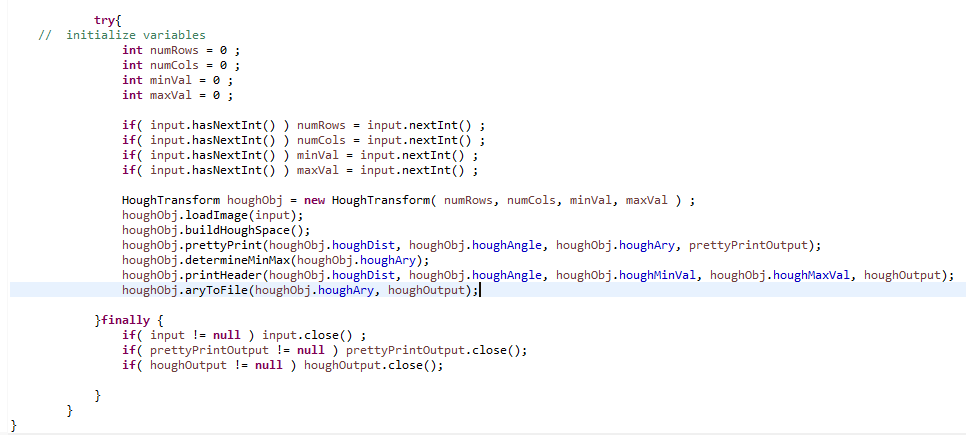 try{
//  initialize variables
int numRows = 0 ;
int numCols = 0 ;
int minVal = 0 ;
int maxVal = 0 ;
if( input.hasNextInt() ) numRows = input.nextInt() ;
if( input.hasNextInt() ) numCols = input.nextInt() ;
if( input.hasNextInt() ) minVal = input.nextInt() ;
if( input.hasNextInt() ) maxVal = input.nextInt() ;
HoughTransform houghObj = new HoughTransform( numRows, numCols, minVal, maxVal ) ;
houghObj.loadImage(input);
houghObj.buildHoughSpace();
houghObj.prettyPrint(houghObj.houghDist, houghObj.houghAngle, houghObj.houghAry, prettyPrintOutput);
houghObj.determineMinMax(houghObj.houghAry);
houghObj.printHeader(houghObj.houghDist, houghObj.houghAngle, houghObj.houghMinVal, houghObj.houghMaxVal, houghOutput);
houghObj.aryToFile(houghObj.houghAry, houghOutput);
}finally {
if( input != null ) input.close() ;
if( prettyPrintOutput != null ) prettyPrintOutput.close();
if( houghOutput != null ) houghOutput.close();
}
}
}